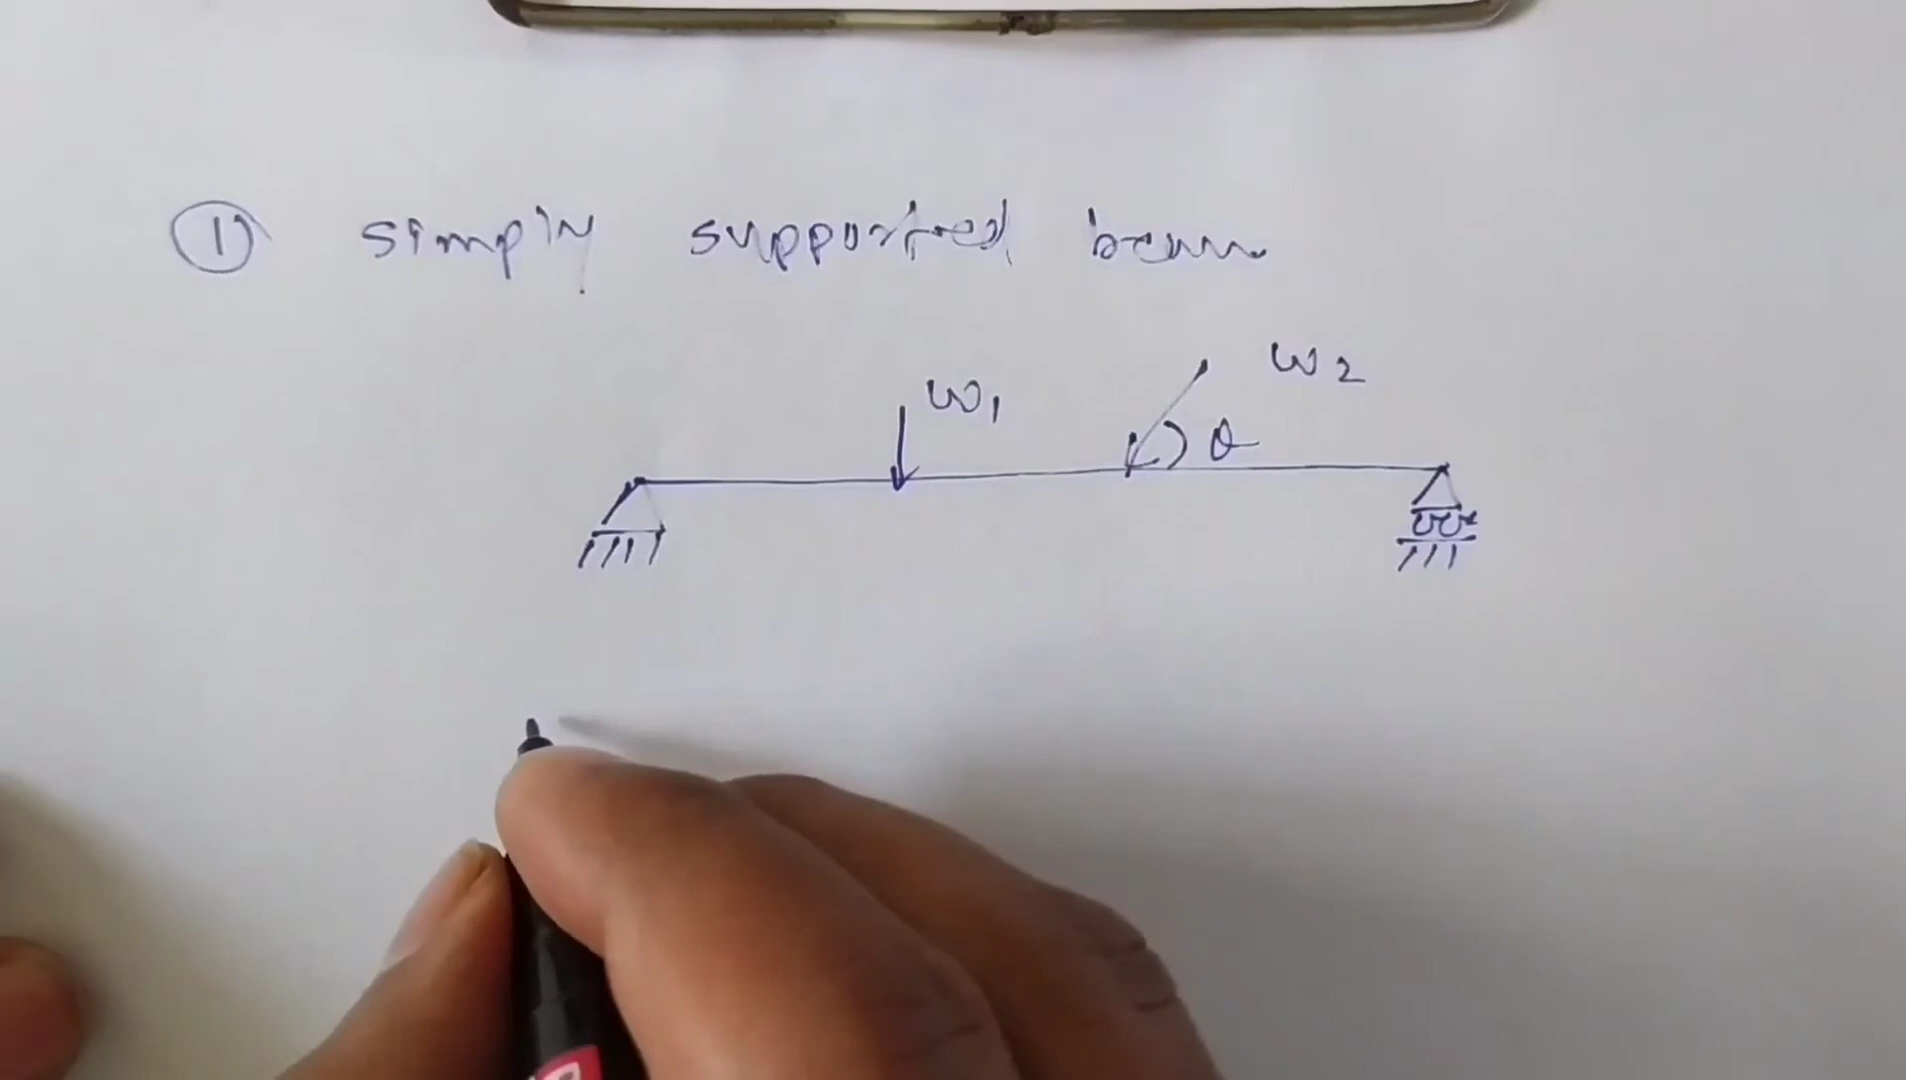 ① simply supported beam
w₁ w₂
θ